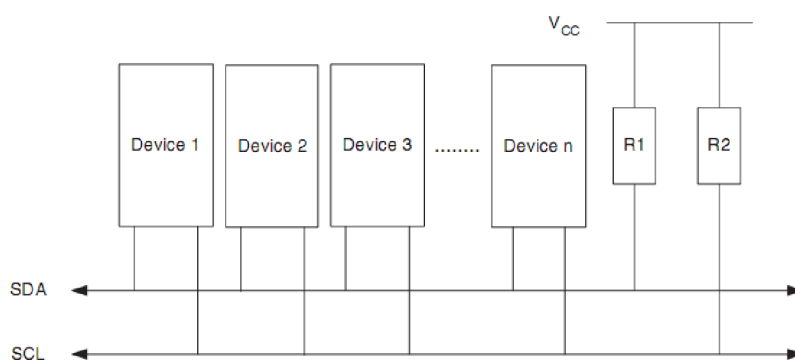 VCC
Device 1
Device 2
Device 3
........
Device n
R1
R2
SDA
SCL